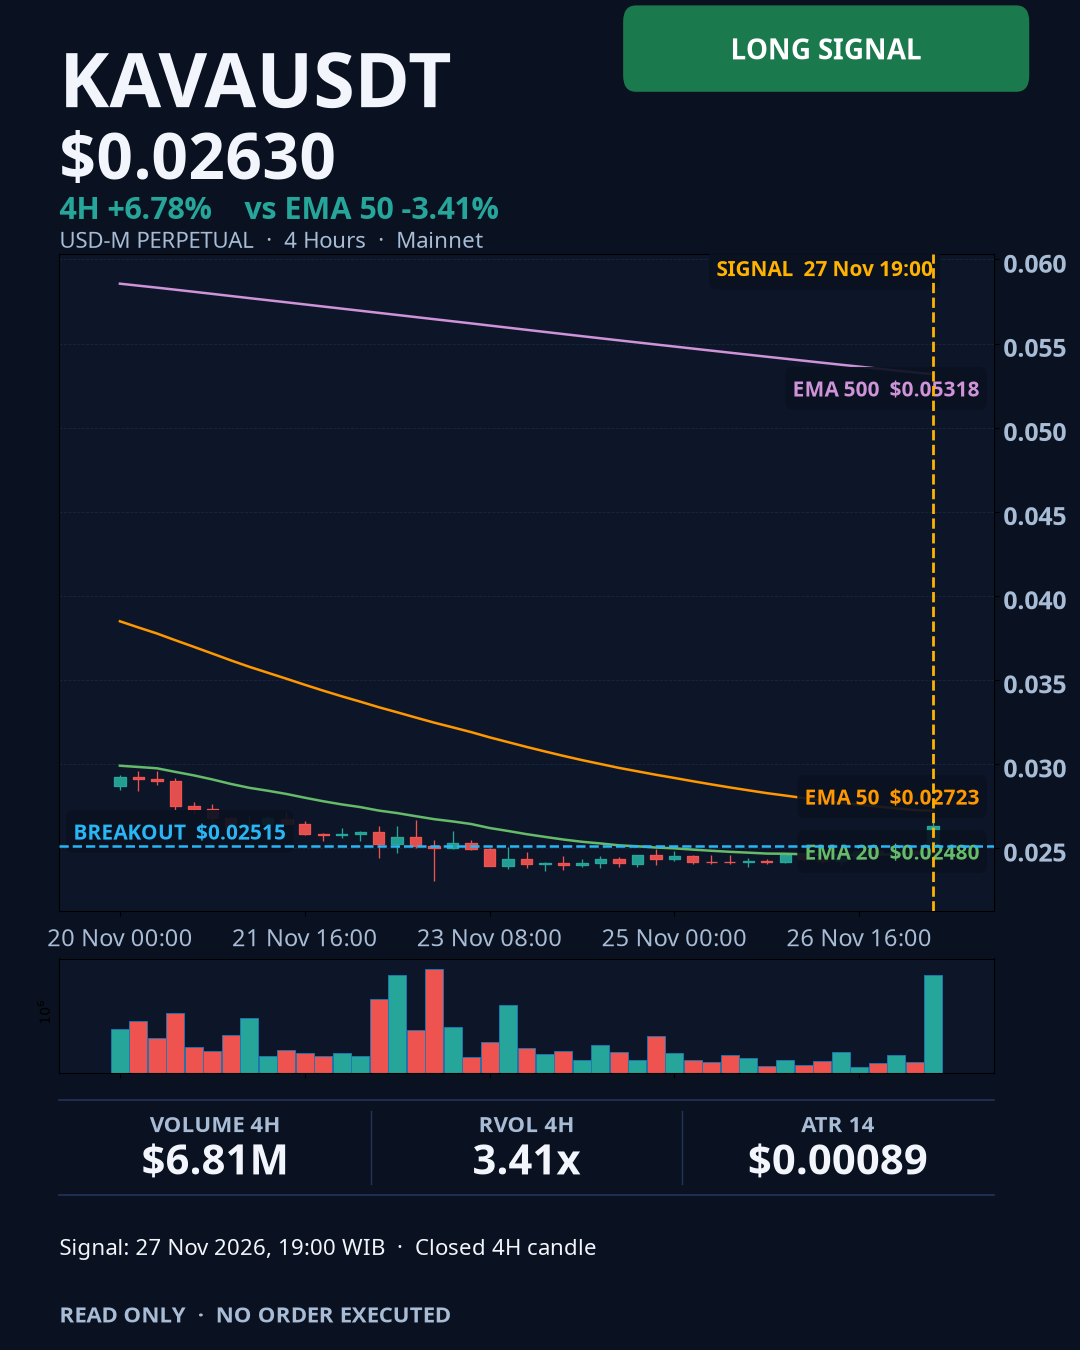 LONG SIGNAL
KAVAUSDT
$0.02630
4H +6.78% vs EMA 50 -3.41%
USD-M PERPETUAL · 4 Hours · Mainnet
SIGNAL 27 Nov 19:00
0.060
0.055
EMA 500 $0.05318
0.050
0.045
0.040
0.035
0.030
EMA 50 $0.02723
BREAKOUT $0.02515
EMA 20 $0.02480
0.025
20 Nov 00:00
21 Nov 16:00
23 Nov 08:00
25 Nov 00:00
26 Nov 16:00
10⁶
VOLUME 4H
$6.81M
RVOL 4H
3.41x
ATR 14
$0.00089
Signal: 27 Nov 2026, 19:00 WIB · Closed 4H candle
READ ONLY · NO ORDER EXECUTED